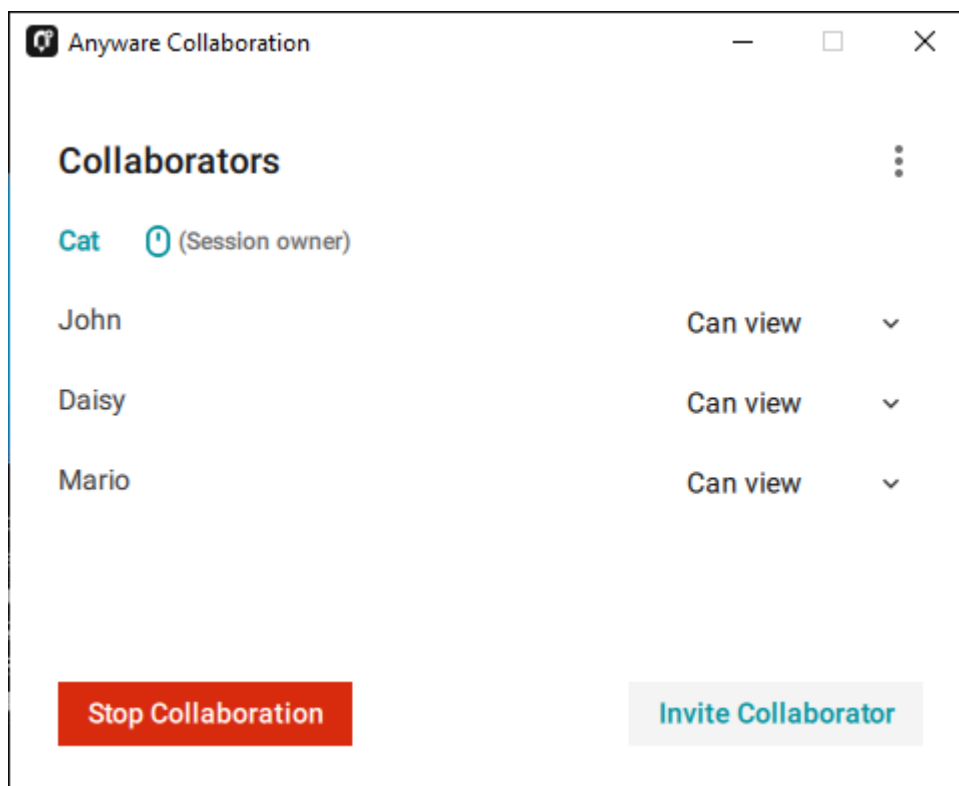 Anyware Collaboration
Collaborators
Cat (Session owner)
John Can view
Daisy Can view
Mario Can view
Stop Collaboration Invite Collaborator